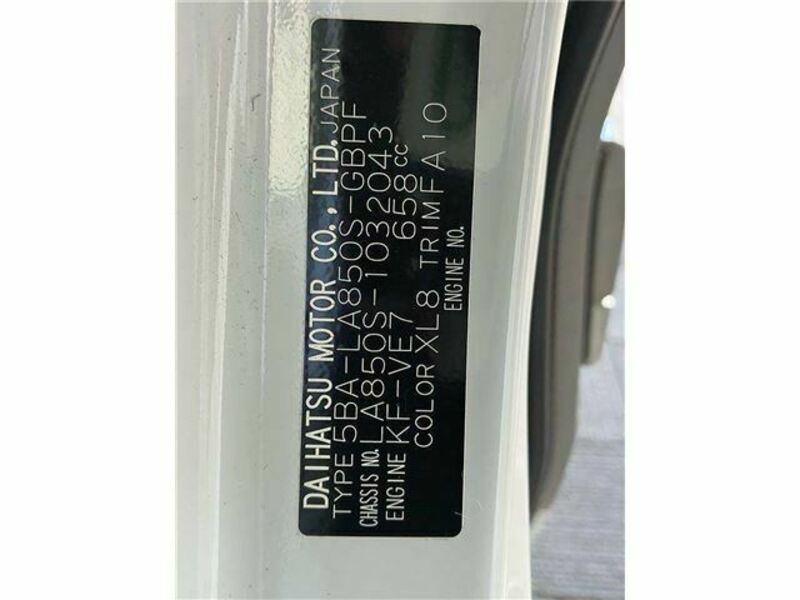 DAIHATSU MOTOR CO., LTD. JAPAN
TYPE 5BA-LA850S-GBPF
CHASSIS NO. LA850S-1032043
ENGINE KF-VE7 658cc
COLOR XL8 TRIM FA10
ENGINE NO.